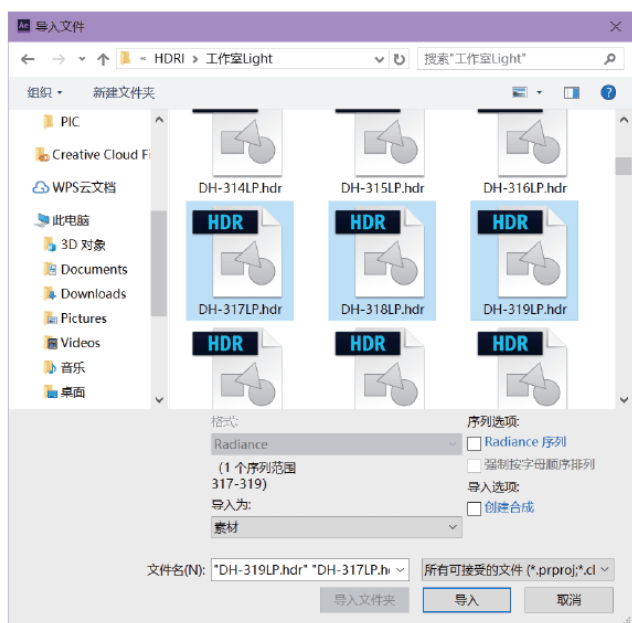 Ae 导入文件
HDRI › 工作室Light
搜索"工作室Light"
组织
新建文件夹
PIC
Creative Cloud Fi
WPS云文档
此电脑
3D 对象
Documents
Downloads
Pictures
Videos
音乐
桌面
DH-314LP.hdr DH-315LP.hdr DH-316LP.hdr
HDR HDR HDR
DH-317LP.hdr DH-318LP.hdr DH-319LP.hdr
HDR HDR HDR
格式:
Radiance
(1 个序列范围
317-319)
导入为:
素材
序列选项:
Radiance 序列
强制按字母顺序排列
导入选项:
创建合成
文件名(N): "DH-319LP.hdr" "DH-317LP.h
所有可接受的文件 (*.prproj;*.cl
导入文件夹 导入 取消